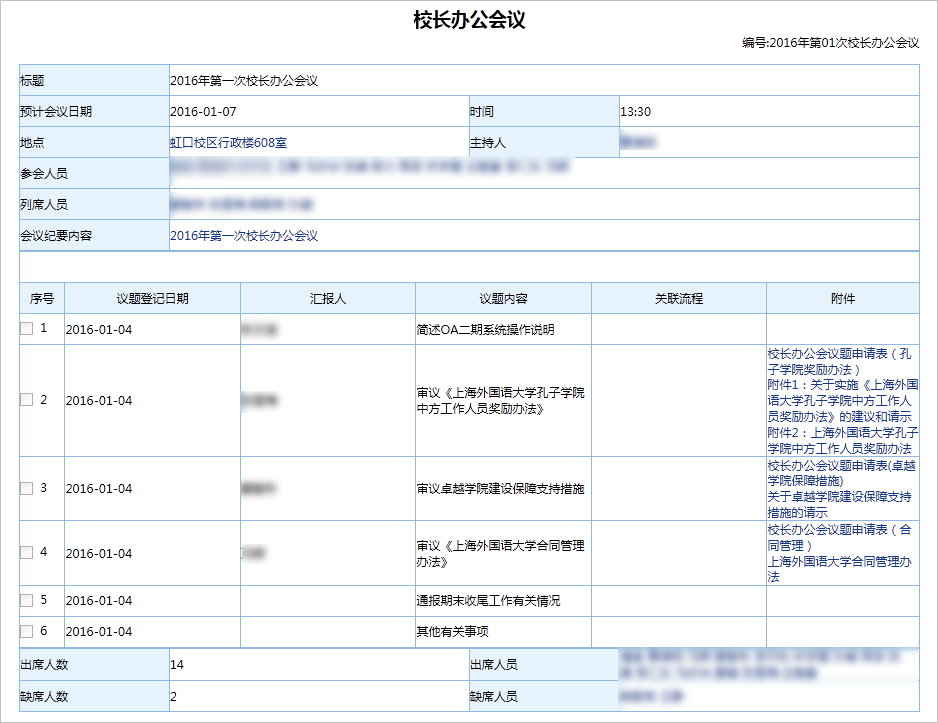 校长办公会议
编号:2016年第01次校长办公会议
标题 2016年第一次校长办公会议
预计会议日期 2016-01-07 时间 13:30
地点 虹口校区行政楼608室 主持人
参会人员
列席人员
会议纪要内容 2016年第一次校长办公会议
序号 议题登记日期 汇报人 议题内容 关联流程 附件
1 2016-01-04 简述OA二期系统操作说明
2 2016-01-04
审议《上海外国语大学孔子学院
中方工作人员奖励办法》
校长办公会议题申请表（孔
子学院奖励办法）
附件1：关于实施《上海外国
语大学孔子学院中方工作人
员奖励办法》的建议和请示
附件2：上海外国语大学孔子
学院中方工作人员奖励办法
3 2016-01-04 审议卓越学院建设保障支持措施
校长办公会议题申请表(卓越
学院保障措施)
关于卓越学院建设保障支持
措施的请示
4 2016-01-04
审议《上海外国语大学合同管理
办法》
校长办公会议题申请表（合
同管理）
上海外国语大学合同管理办
法
5 2016-01-04 通报期末收尾工作有关情况
6 2016-01-04 其他有关事项
出席人数 14 出席人员
缺席人数 2 缺席人员